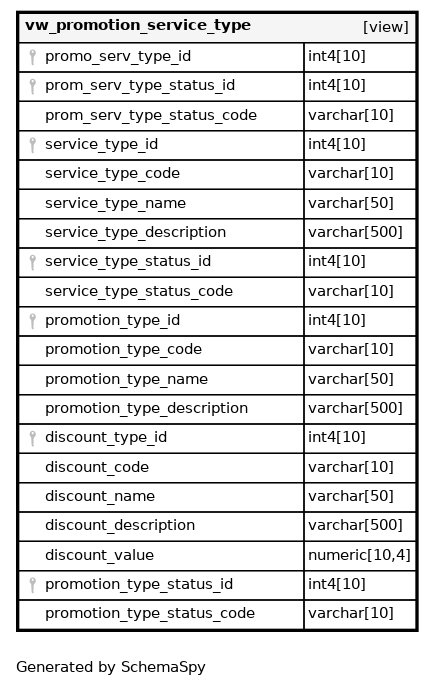 vw_promotion_service_type [view]
promo_serv_type_id int4[10]
prom_serv_type_status_id int4[10]
prom_serv_type_status_code varchar[10]
service_type_id int4[10]
service_type_code varchar[10]
service_type_name varchar[50]
service_type_description varchar[500]
service_type_status_id int4[10]
service_type_status_code varchar[10]
promotion_type_id int4[10]
promotion_type_code varchar[10]
promotion_type_name varchar[50]
promotion_type_description varchar[500]
discount_type_id int4[10]
discount_code varchar[10]
discount_name varchar[50]
discount_description varchar[500]
discount_value numeric[10,4]
promotion_type_status_id int4[10]
promotion_type_status_code varchar[10]
Generated by SchemaSpy